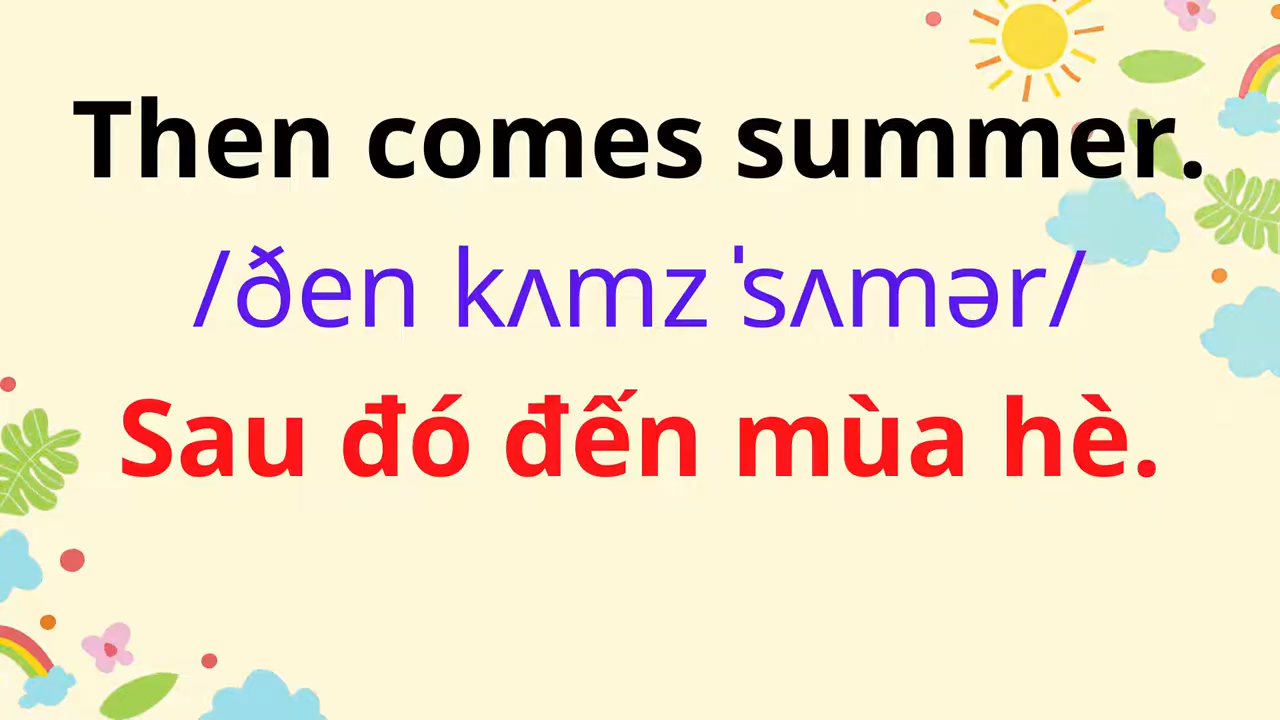 Then comes summer.
/ðen kʌmz ˈsʌmər/
Sau đó đến mùa hè.